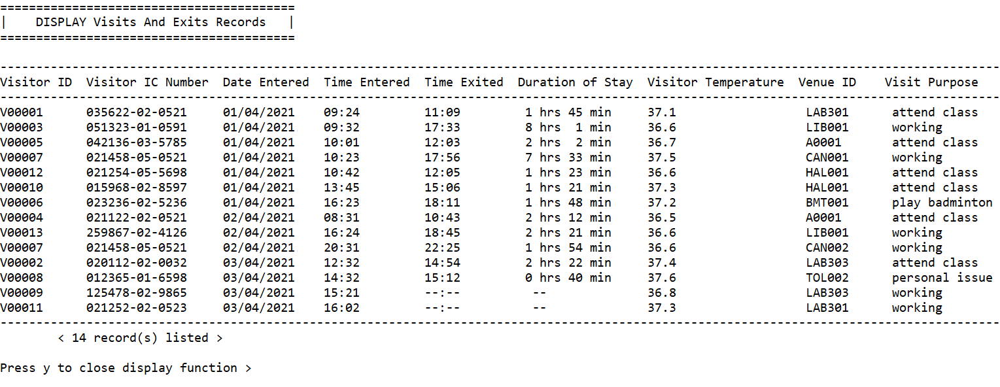 =========================================
|    DISPLAY Visits And Exits Records   |
=========================================
-------------------------------------------------------------------------------------------------------------------------------------------
Visitor ID  Visitor IC Number  Date Entered  Time Entered  Time Exited  Duration of Stay  Visitor Temperature  Venue ID    Visit Purpose
-------------------------------------------------------------------------------------------------------------------------------------------
V00001      035622-02-0521     01/04/2021    09:24         11:09         1 hrs 45 min     37.1                  LAB301      attend class
V00003      051323-01-0591     01/04/2021    09:32         17:33         8 hrs  1 min     36.6                  LIB001      working
V00005      042136-03-5785     01/04/2021    10:01         12:03         2 hrs  2 min     36.7                  A0001       attend class
V00007      021458-05-0521     01/04/2021    10:23         17:56         7 hrs 33 min     37.5                  CAN001      working
V00012      021254-05-5698     01/04/2021    10:42         12:05         1 hrs 23 min     36.6                  HAL001      attend class
V00010      015968-02-8597     01/04/2021    13:45         15:06         1 hrs 21 min     37.3                  HAL001      attend class
V00006      023236-02-5236     01/04/2021    16:23         18:11         1 hrs 48 min     37.2                  BMT001      play badminton
V00004      021122-02-0521     02/04/2021    08:31         10:43         2 hrs 12 min     36.5                  A0001       attend class
V00013      259867-02-4126     02/04/2021    16:24         18:45         2 hrs 21 min     36.6                  LIB001      working
V00007      021458-05-0521     02/04/2021    20:31         22:25         1 hrs 54 min     36.6                  CAN002      working
V00002      020112-02-0032     03/04/2021    12:32         14:54         2 hrs 22 min     37.4                  LAB303      attend class
V00008      012365-01-6598     03/04/2021    14:32         15:12         0 hrs 40 min     37.6                  TOL002      personal issue
V00009      125478-02-9865     03/04/2021    15:21         --:--          --              36.8                  LAB303      working
V00011      021252-02-0523     03/04/2021    16:02         --:--          --              37.3                  LAB301      working
-------------------------------------------------------------------------------------------------------------------------------------------
        < 14 record(s) listed >
Press y to close display function >